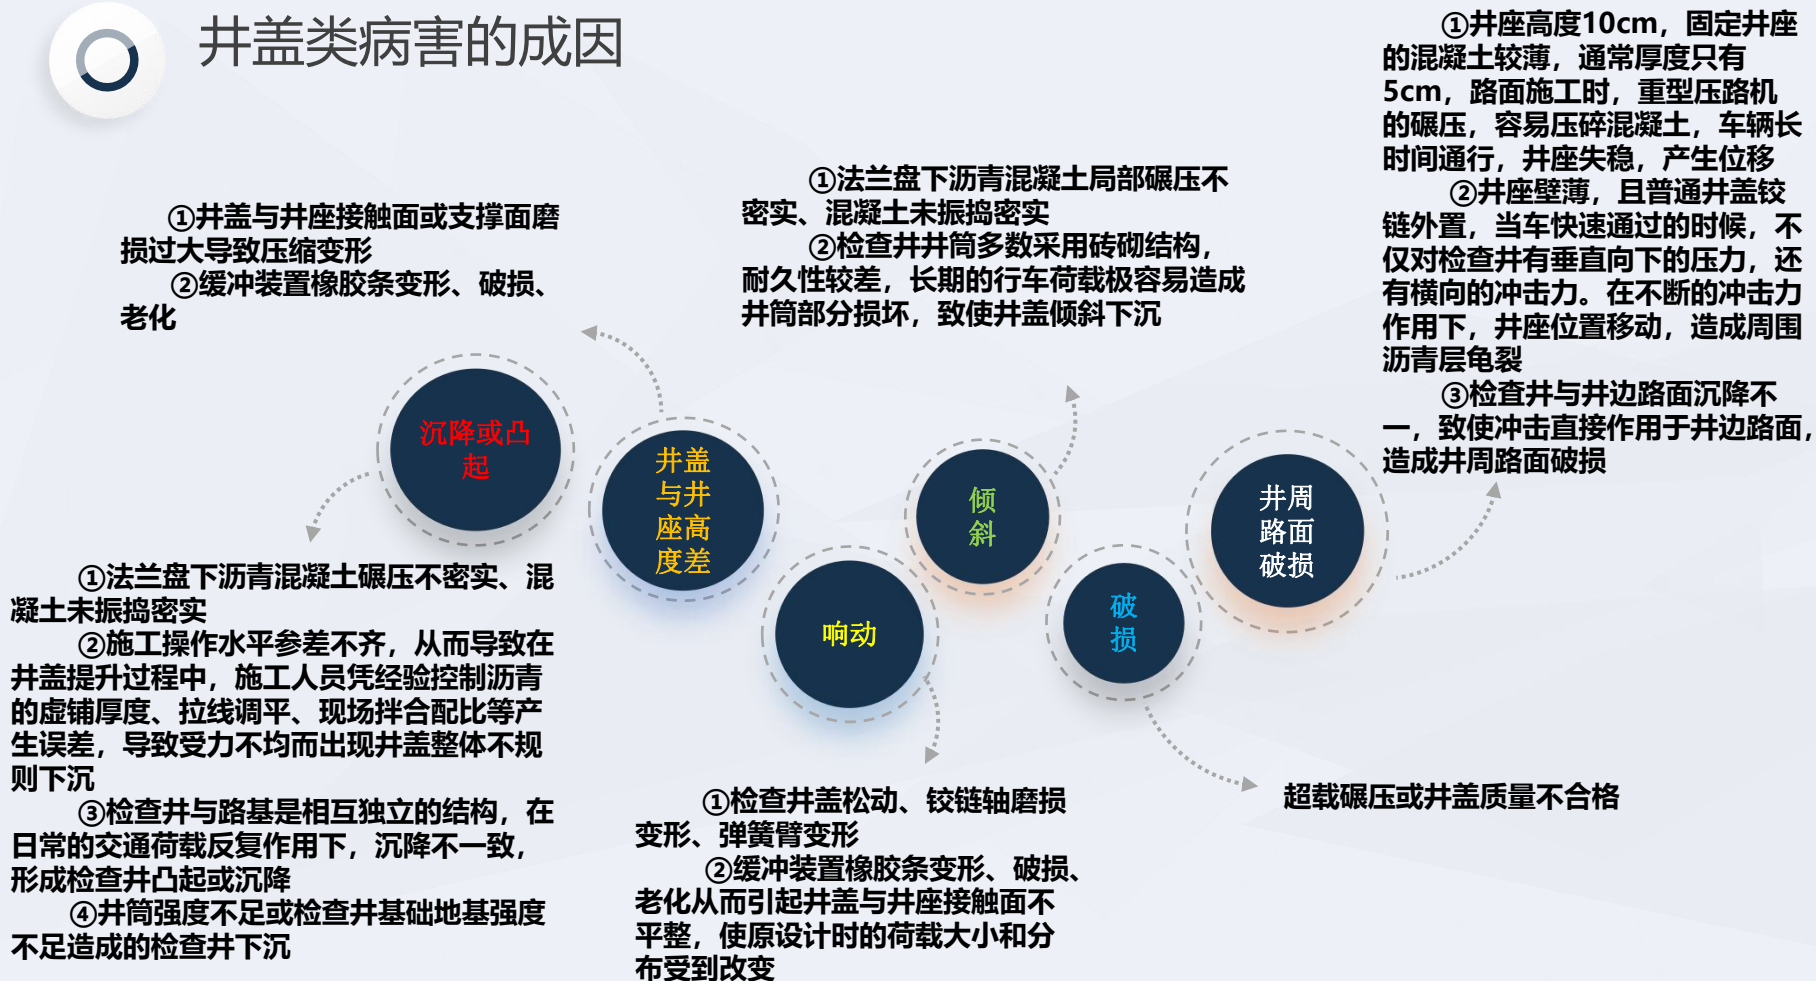 井盖类病害的成因
①井盖与井座接触面或支撑面磨
损过大导致压缩变形
②缓冲装置橡胶条变形、破损、
老化
①法兰盘下沥青混凝土局部碾压不
密实、混凝土未振捣密实
②检查井井筒多数采用砖砌结构，
耐久性较差，长期的行车荷载极容易造成
井筒部分损坏，致使井盖倾斜下沉
①井座高度10cm，固定井座
的混凝土较薄，通常厚度只有
5cm，路面施工时，重型压路机
的碾压，容易压碎混凝土，车辆长
时间通行，井座失稳，产生位移
②井座壁薄，且普通井盖铰
链外置，当车快速通过的时候，不
仅对检查井有垂直向下的压力，还
有横向的冲击力。在不断的冲击力
作用下，井座位置移动，造成周围
沥青层龟裂
③检查井与井边路面沉降不
一，致使冲击直接作用于井边路面，
造成井周路面破损
沉降或凸
起
井盖
与井
座高
度差
响动
倾
斜
破
损
井周
路面
破损
①法兰盘下沥青混凝土碾压不密实、混
凝土未振捣密实
②施工操作水平参差不齐，从而导致在
井盖提升过程中，施工人员凭经验控制沥青
的虚铺厚度、拉线调平、现场拌合配比等产
生误差，导致受力不均而出现井盖整体不规
则下沉
③检查井与路基是相互独立的结构，在
日常的交通荷载反复作用下，沉降不一致，
形成检查井凸起或沉降
④井筒强度不足或检查井基础地基强度
不足造成的检查井下沉
①检查井盖松动、铰链轴磨损
变形、弹簧臂变形
②缓冲装置橡胶条变形、破损、
老化从而引起井盖与井座接触面不
平整，使原设计时的荷载大小和分
布受到改变
超载碾压或井盖质量不合格